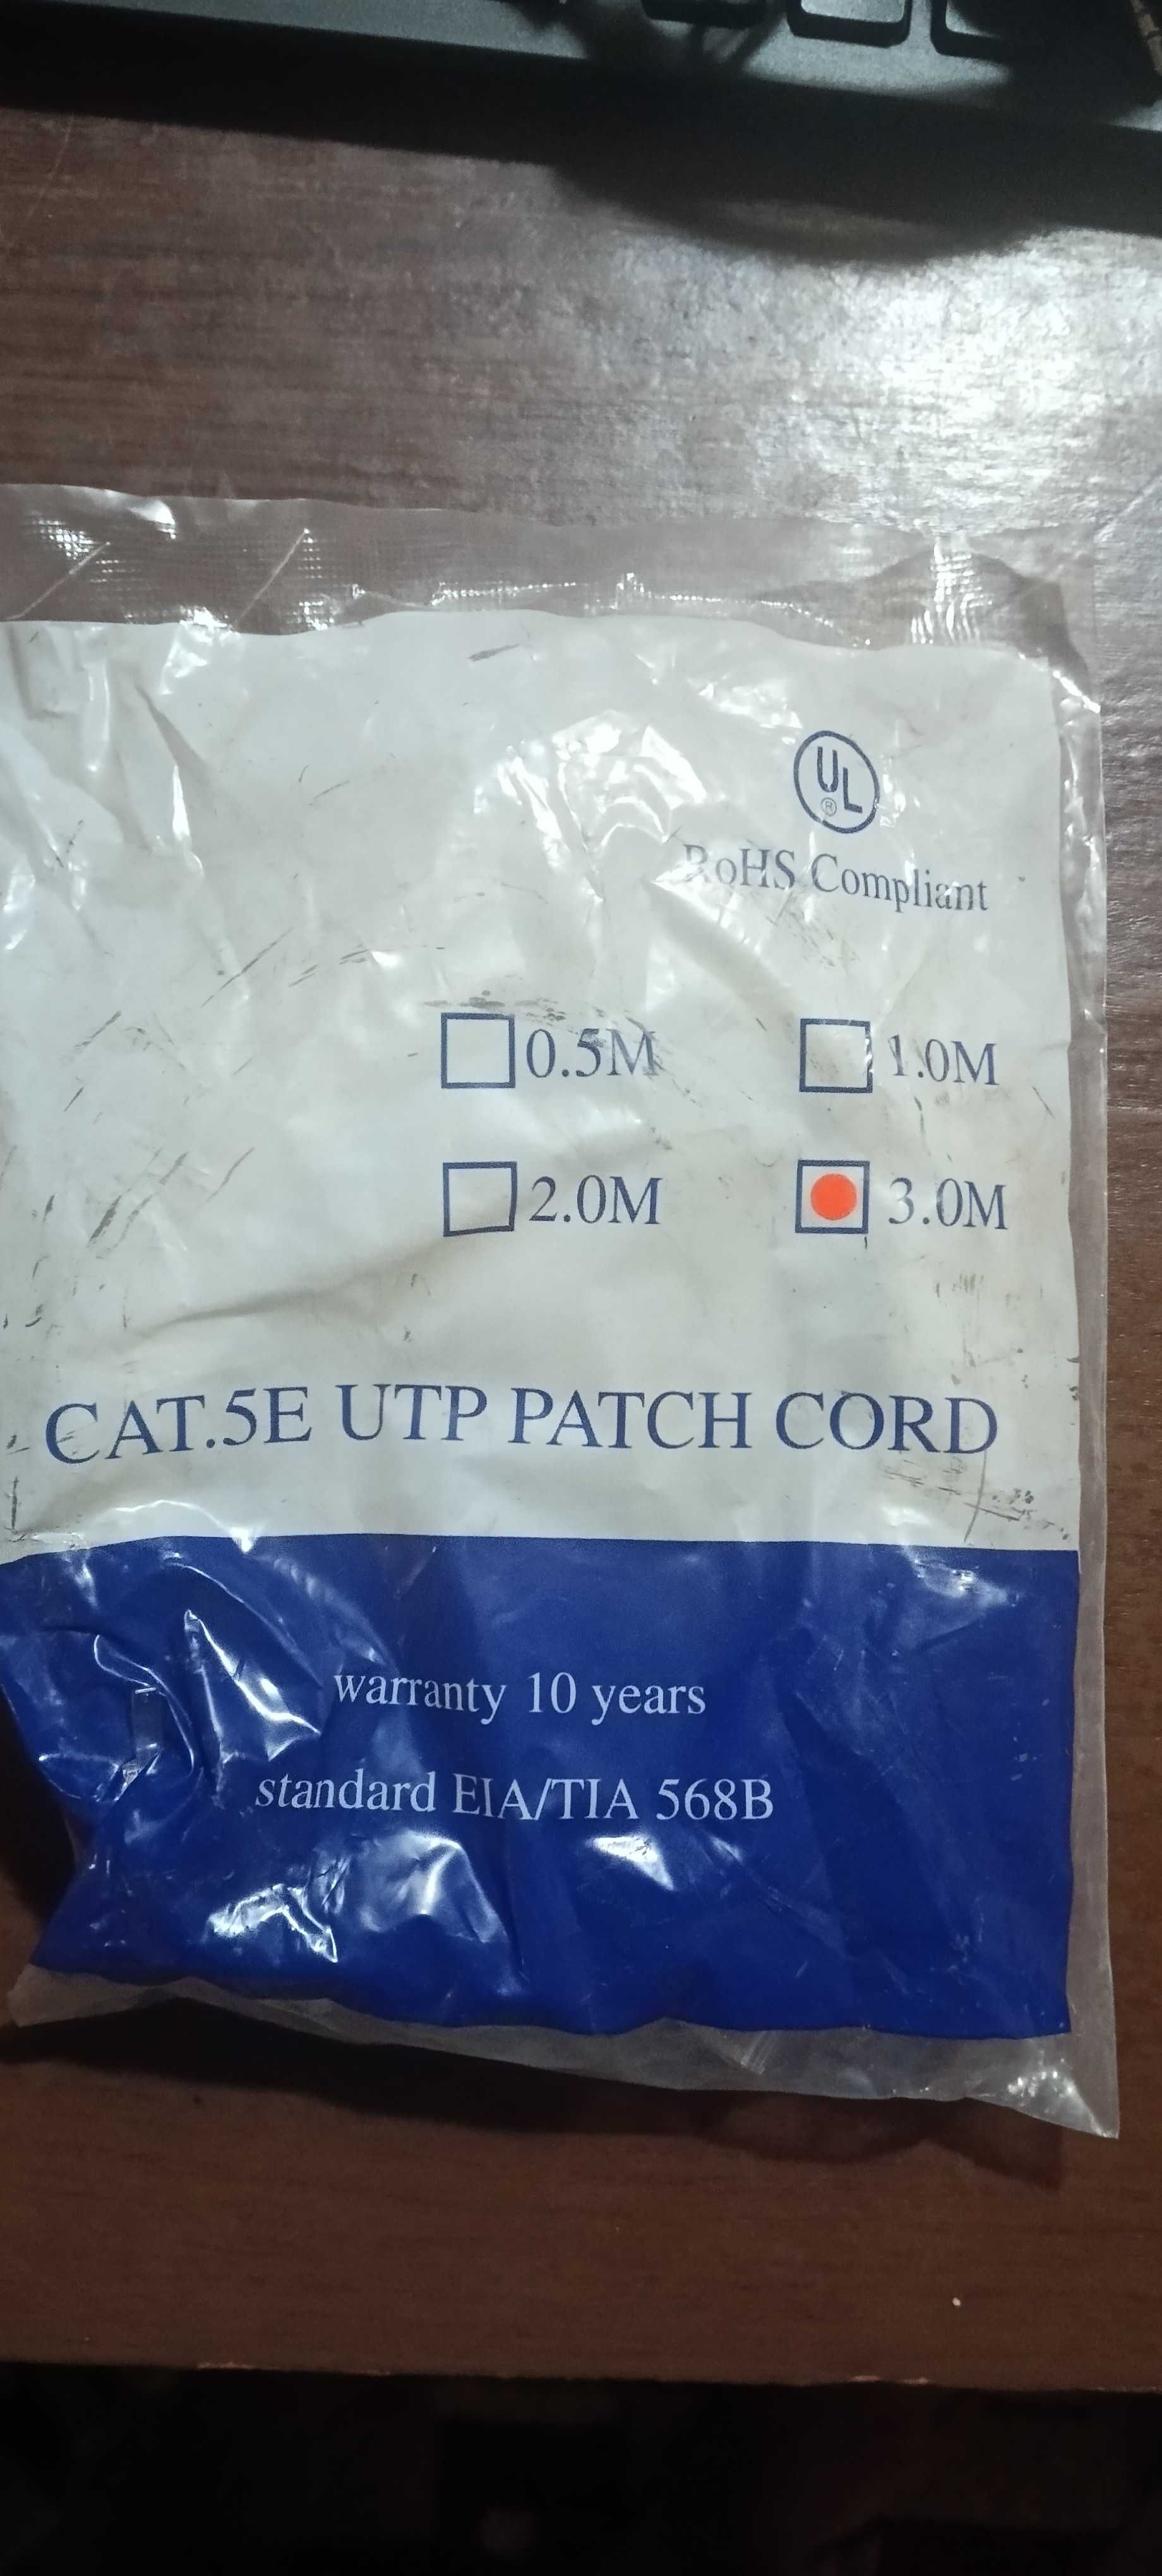 UL
®
RoHS Compliant
0.5M 1.0M
2.0M 3.0M
CAT.5E UTP PATCH CORD
warranty 10 years
standard EIA/TIA 568B